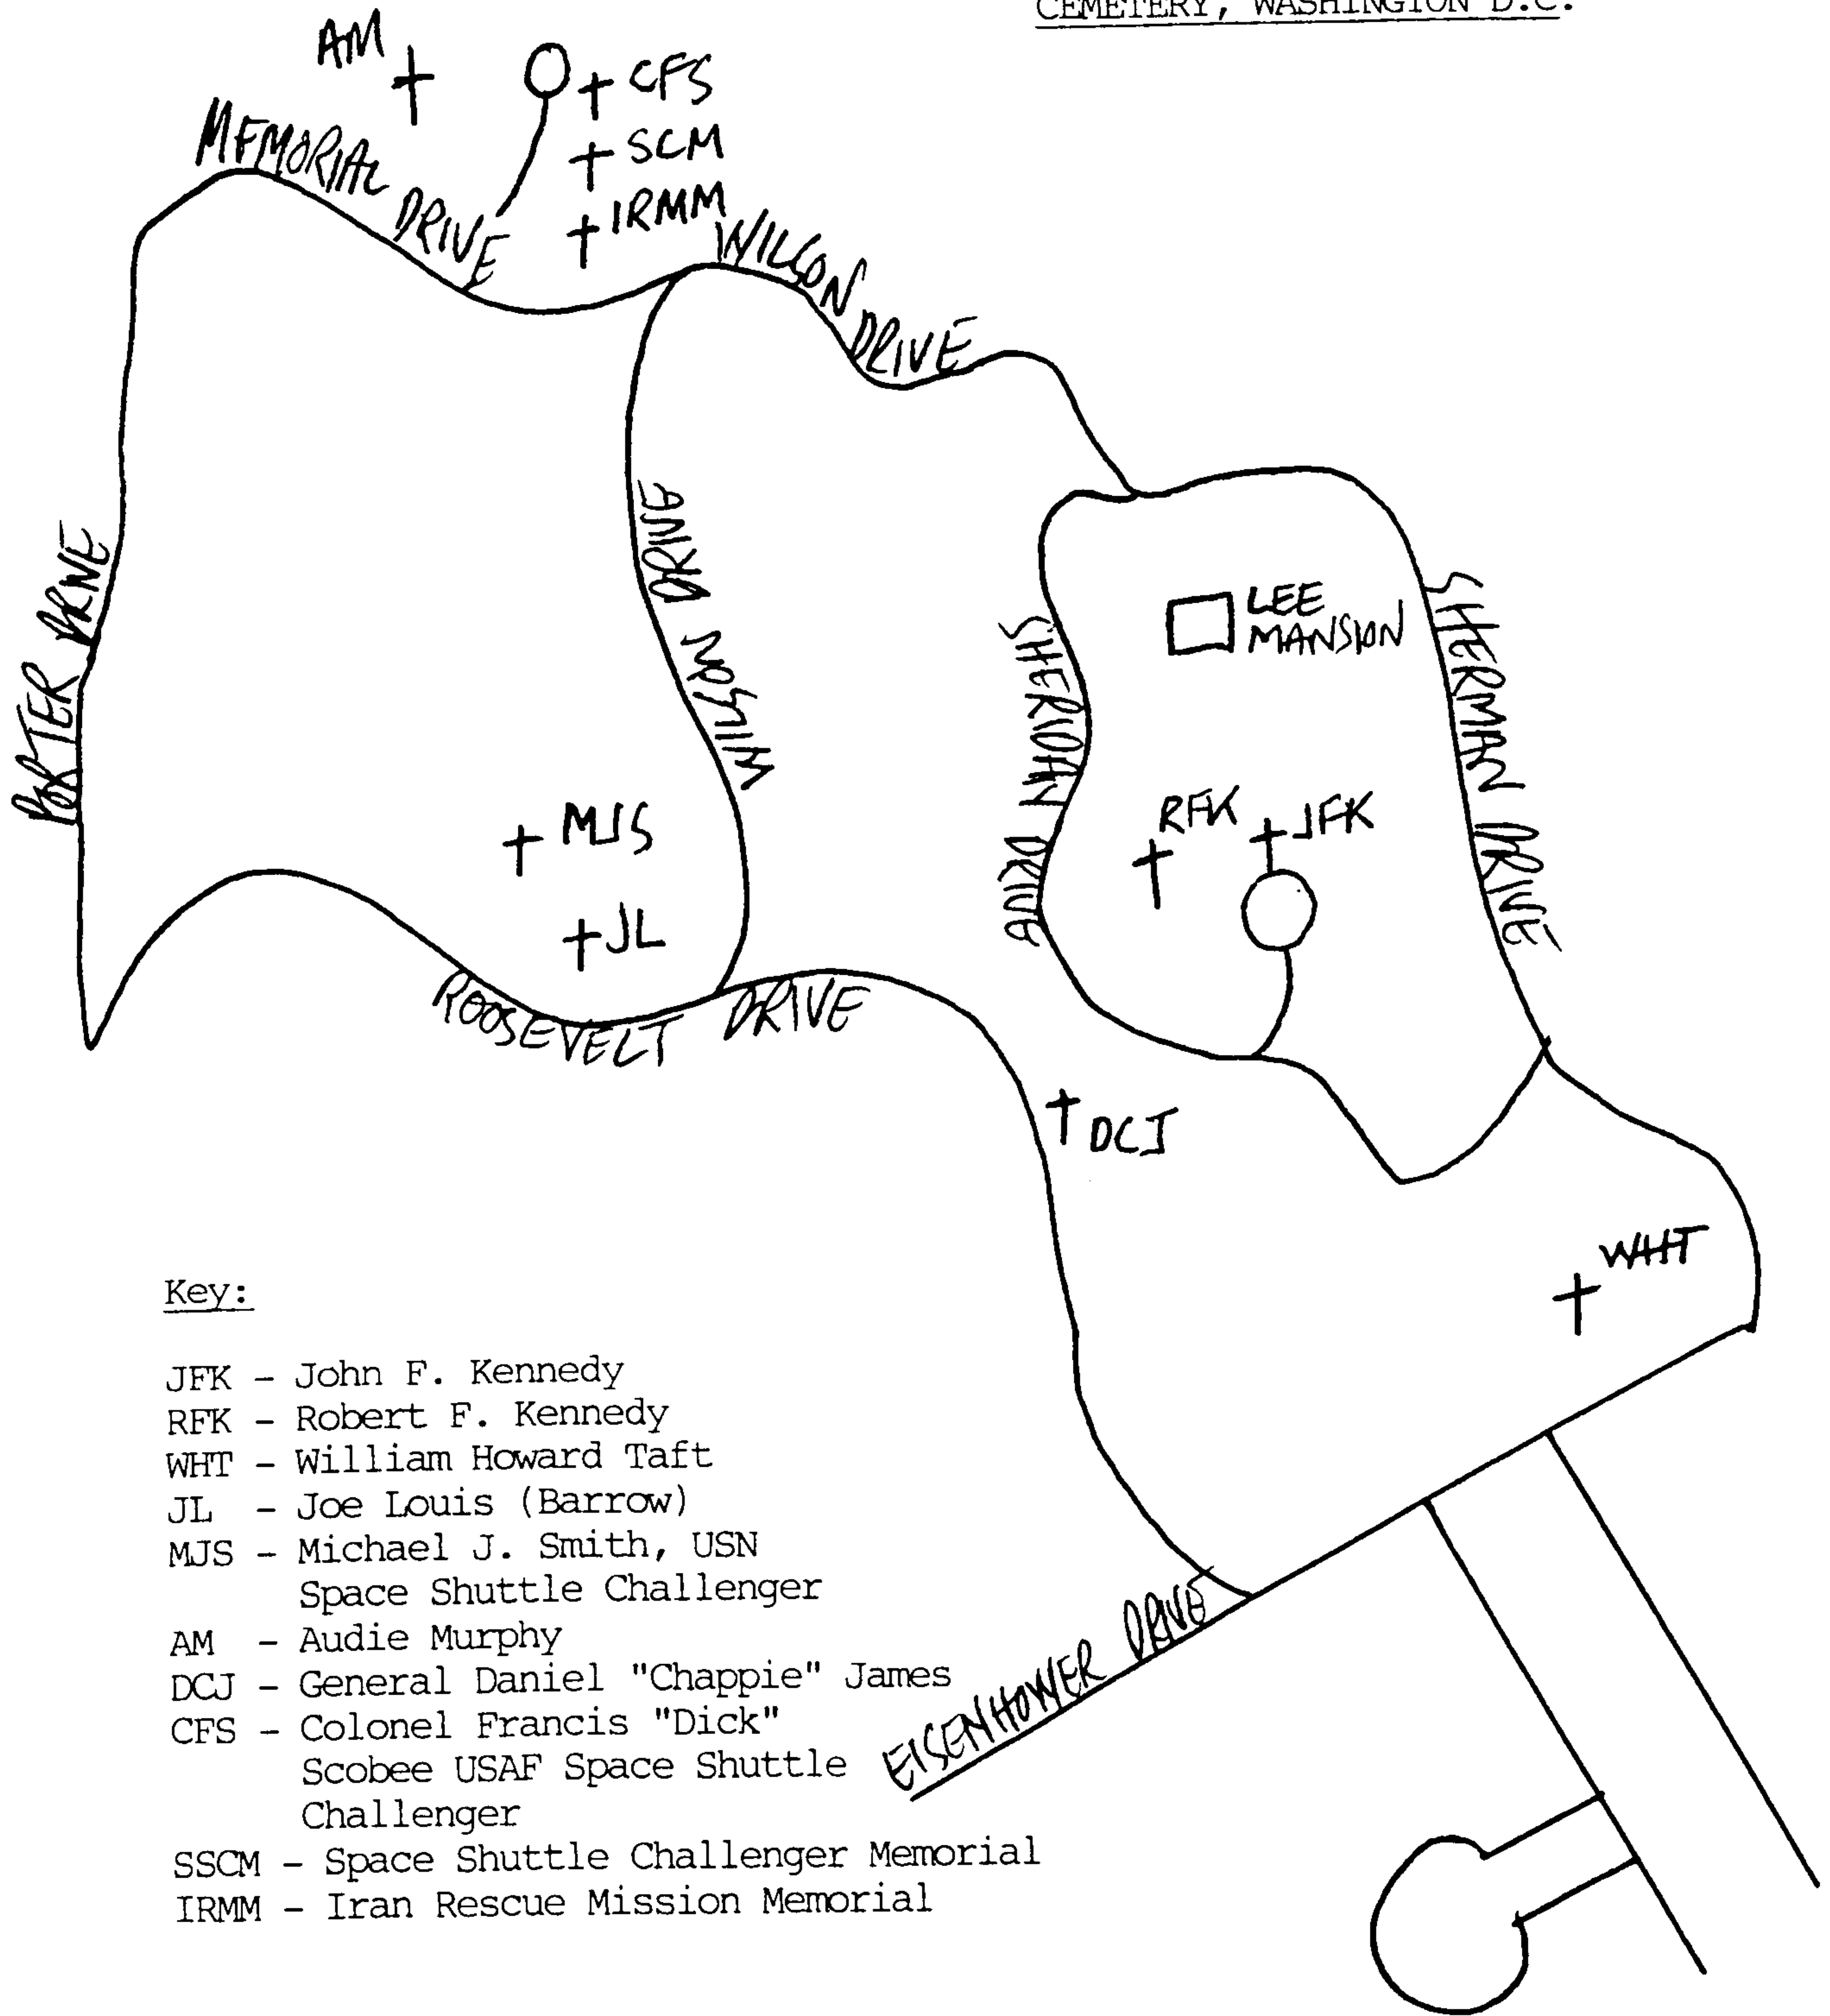 CEMETERY, WASHINGTON D.C.
AM
CFS
SCM
IRMM
MEMORIAL DRIVE
WILSON DRIVE
PORTER DRIVE
WILSON DRIVE
LEE
MANSION
SHERIDAN DRIVE
SHERMAN DRIVE
RFK
JFK
MJS
JL
ROOSEVELT DRIVE
DCJ
WHT
EISENHOWER DRIVE
Key:
JFK - John F. Kennedy
RFK - Robert F. Kennedy
WHT - William Howard Taft
JL - Joe Louis (Barrow)
MJS - Michael J. Smith, USN
Space Shuttle Challenger
AM - Audie Murphy
DCJ - General Daniel "Chappie" James
CFS - Colonel Francis "Dick"
Scobee USAF Space Shuttle
Challenger
SSCM - Space Shuttle Challenger Memorial
IRMM - Iran Rescue Mission Memorial